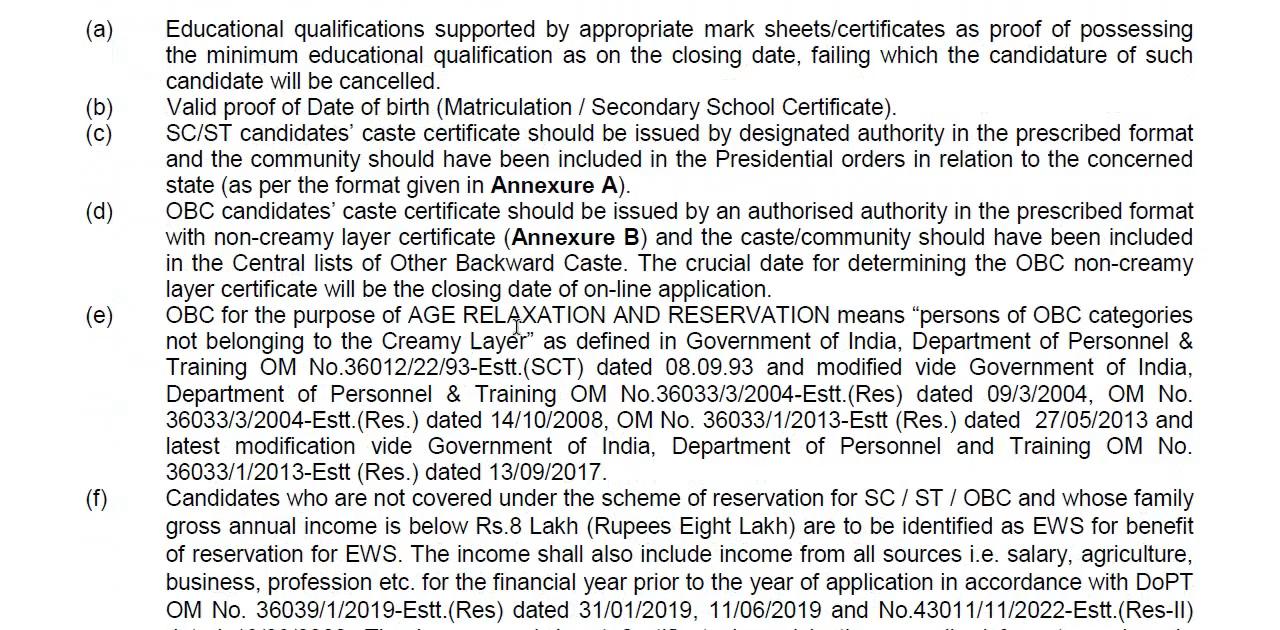 (a) Educational qualifications supported by appropriate mark sheets/certificates as proof of possessing
the minimum educational qualification as on the closing date, failing which the candidature of such
candidate will be cancelled.
(b) Valid proof of Date of birth (Matriculation / Secondary School Certificate).
(c) SC/ST candidates’ caste certificate should be issued by designated authority in the prescribed format
and the community should have been included in the Presidential orders in relation to the concerned
state (as per the format given in Annexure A).
(d) OBC candidates’ caste certificate should be issued by an authorised authority in the prescribed format
with non-creamy layer certificate (Annexure B) and the caste/community should have been included
in the Central lists of Other Backward Caste. The crucial date for determining the OBC non-creamy
layer certificate will be the closing date of on-line application.
(e) OBC for the purpose of AGE RELAXATION AND RESERVATION means “persons of OBC categories
not belonging to the Creamy Layer” as defined in Government of India, Department of Personnel &
Training OM No.36012/22/93-Estt.(SCT) dated 08.09.93 and modified vide Government of India,
Department of Personnel & Training OM No.36033/3/2004-Estt.(Res) dated 09/3/2004, OM No.
36033/3/2004-Estt.(Res.) dated 14/10/2008, OM No. 36033/1/2013-Estt (Res.) dated 27/05/2013 and
latest modification vide Government of India, Department of Personnel and Training OM No.
36033/1/2013-Estt (Res.) dated 13/09/2017.
(f) Candidates who are not covered under the scheme of reservation for SC / ST / OBC and whose family
gross annual income is below Rs.8 Lakh (Rupees Eight Lakh) are to be identified as EWS for benefit
of reservation for EWS. The income shall also include income from all sources i.e. salary, agriculture,
business, profession etc. for the financial year prior to the year of application in accordance with DoPT
OM No. 36039/1/2019-Estt.(Res) dated 31/01/2019, 11/06/2019 and No.43011/11/2022-Estt.(Res-II)